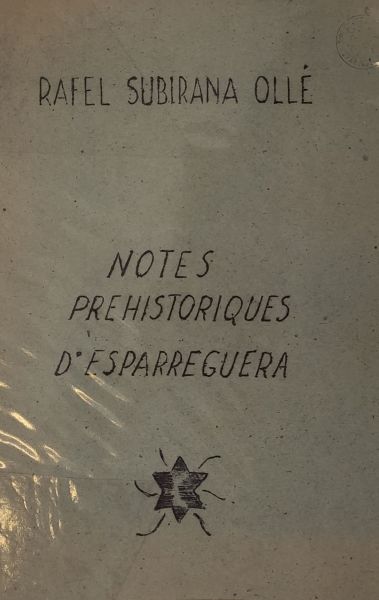 RAFEL SUBIRANA OLLÉ
NOTES
PREHISTORIQUES
D'ESPARREGUERA